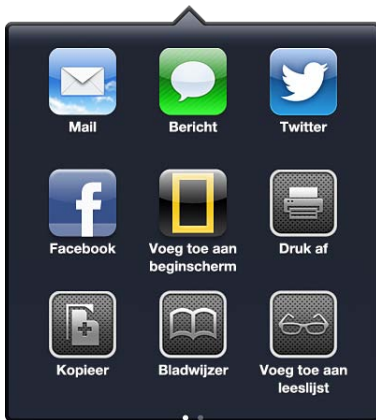 Mail
Bericht
Twitter
Facebook
Voeg toe aan
beginscherm
Druk af
Kopieer
Bladwijzer
Voeg toe aan
leeslijst